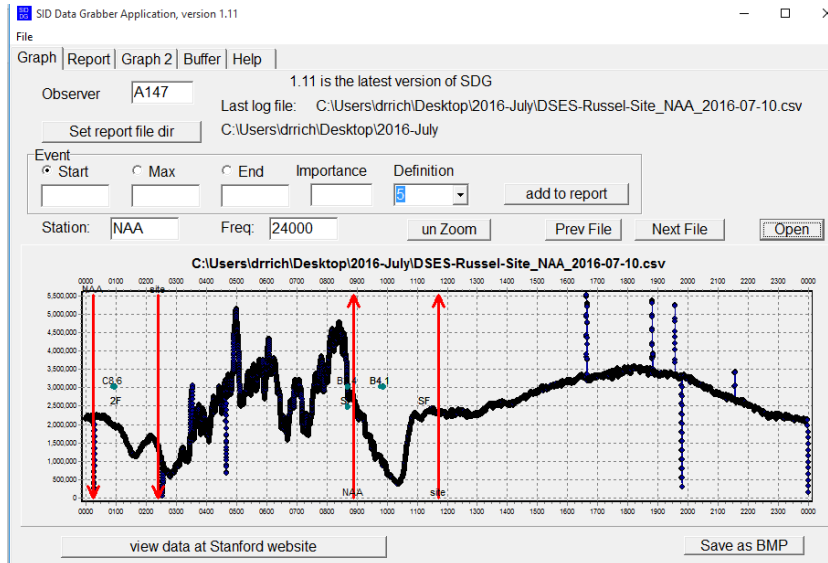 SID Data Grabber Application, version 1.11
File
Graph Report Graph 2 Buffer Help
Observer A147 1.11 is the latest version of SDG
Last log file: C:\Users\drrich\Desktop\2016-July\DSES-Russel-Site_NAA_2016-07-10.csv
Set report file dir C:\Users\drrich\Desktop\2016-July
Event
Start Max End Importance Definition
5 add to report
Station: NAA Freq: 24000 un Zoom Prev File Next File Open
C:\Users\drrich\Desktop\2016-July\DSES-Russel-Site_NAA_2016-07-10.csv
0000 0100 0200 0300 0400 0500 0600 0700 0800 0900 1000 1100 1200 1300 1400 1500 1600 1700 1800 1900 2000 2100 2200 2300 0000
NAA site
5,500,000
5,000,000
4,500,000
4,000,000
3,500,000
3,000,000
2,500,000
2,000,000
1,500,000
1,000,000
500,000
0
C8.6 B4.1
2F SF
NAA site
0000 0100 0200 0300 0400 0500 0600 0700 0800 0900 1000 1100 1200 1300 1400 1500 1600 1700 1800 1900 2000 2100 2200 2300 0000
view data at Stanford website Save as BMP